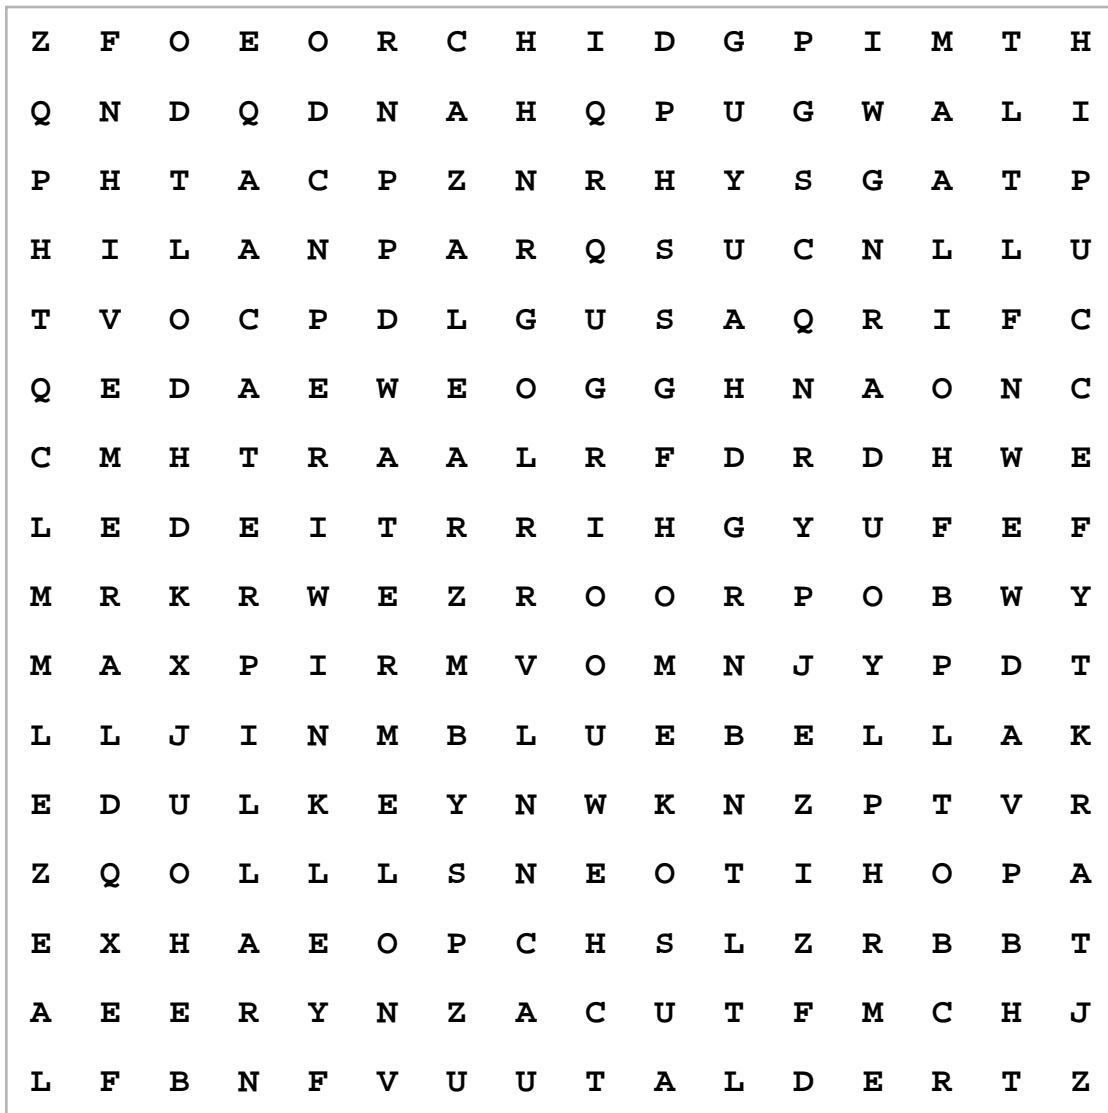 Z F O E O R C H I D G P I M T H
Q N D Q D N A H Q P U G W A L I
P H T A C P Z N R H Y S G A T P
H I L A N P A R Q S U C N L L U
T V O C P D L G U S A Q R I F C
Q E D A E W E O G G H N A O N C
C M H T R A A L R F D R D H W E
L E D E I T R R I H G Y U F E F
M R K R W E Z R O O R P O B W Y
M A X P I R M V O M N J Y P D T
L L J I N M B L U E B E L L A K
E D U L K E Y N W K N Z P T V R
Z Q O L L L S N E O T I H O P A
E X H A E O P C H S L Z R B B T
A E E R Y N Z A C U T F M C H J
L F B N F V U U T A L D E R T Z